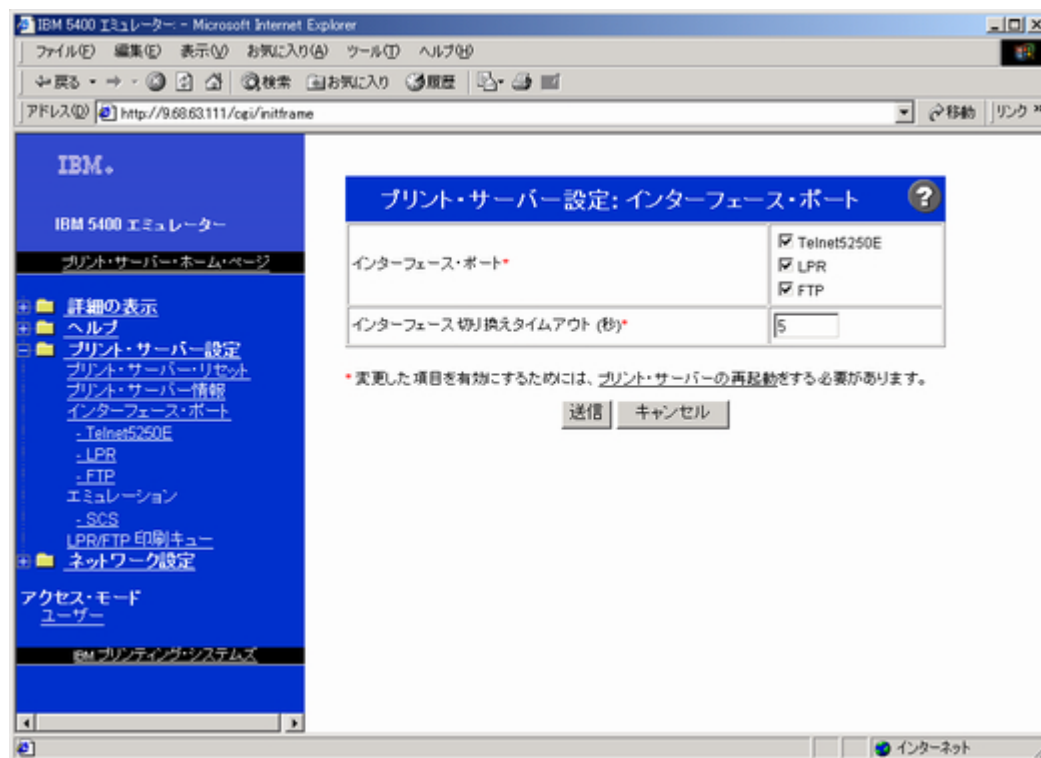 IBM 5400 エミュレーター: - Microsoft Internet Explorer
ファイル(F) 編集(E) 表示(V) お気に入り(A) ツール(T) ヘルプ(H)
戻る 検索 お気に入り 履歴
アドレス(D) http://9.68.63.111/cgi/initframe 移動 リンク »
IBM®
IBM 5400 エミュレーター
プリント・サーバー・ホーム・ページ
詳細の表示
ヘルプ
プリント・サーバー設定
プリント・サーバー・リセット
プリント・サーバー情報
インターフェース・ポート
- Telnet5250E
- LPR
- FTP
エミュレーション
- SCS
LPR/FTP 印刷キュー
ネットワーク設定
アクセス・モード
ユーザー
IBM プリンティング・システムズ
プリント・サーバー設定: インターフェース・ポート ?
インターフェース・ポート*
Telnet5250E
LPR
FTP
インターフェース切り換えタイムアウト (秒)*
5
* 変更した項目を有効にするためには、プリント・サーバーの再起動をする必要があります。
送信 キャンセル
インターネット